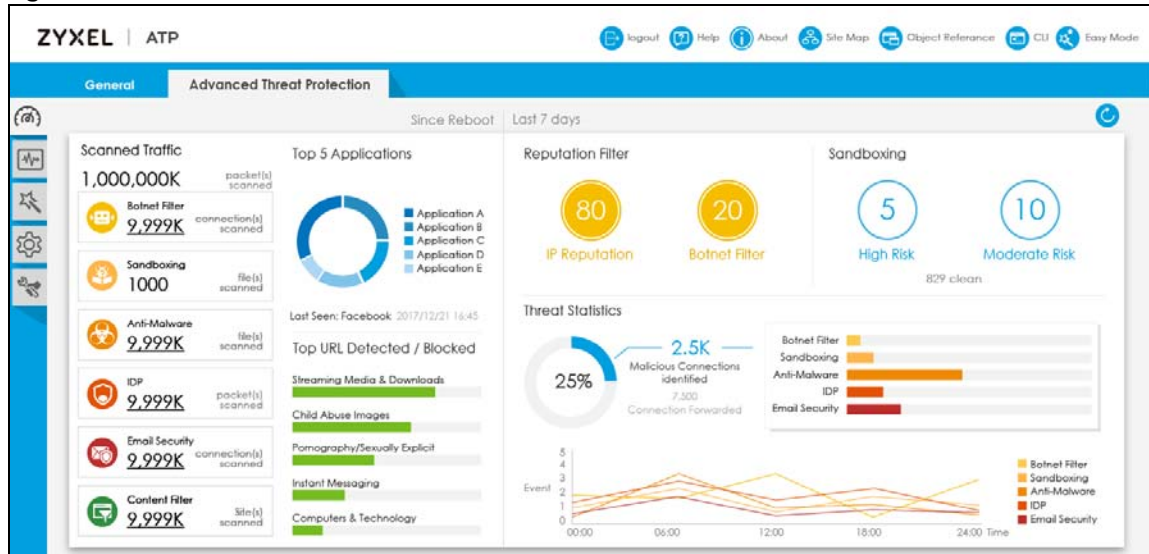 ZYXEL | ATP
logout
Help
About
Site Map
Object Referance
CLI
Easy Mode
General
Advanced Threat Protection
Since Reboot
Last 7 days
Scanned Traffic
1,000,000K
packet(s) scanned
Botnet Filter
9,999K
connection(s) scanned
Sandboxing
1000
file(s) scanned
Anti-Malware
9,999K
file(s) scanned
IDP
9,999K
packet(s) scanned
Email Security
9,999K
connection(s) scanned
Content Filter
9,999K
Site(s) scanned
Top 5 Applications
Application A
Application B
Application C
Application D
Application E
Last Seen: Facebook 2017/12/21 16:45
Top URL Detected / Blocked
Streaming Media & Downloads
Child Abuse Images
Pornography/Sexually Explicit
Instant Messaging
Computers & Technology
Reputation Filter
80
IP Reputation
20
Botnet Filter
Sandboxing
5
High Risk
10
Moderate Risk
829 clean
Threat Statistics
25%
2.5K
Malicious Connections
identified
7,500
Connection Forwarded
Botnet Filter
Sandboxing
Anti-Malware
IDP
Email Security
Event
5
4
3
2
1
0
00:00
06:00
12:00
18:00
24:00 Time
Botnet Filter
Sandboxing
Anti-Malware
IDP
Email Security